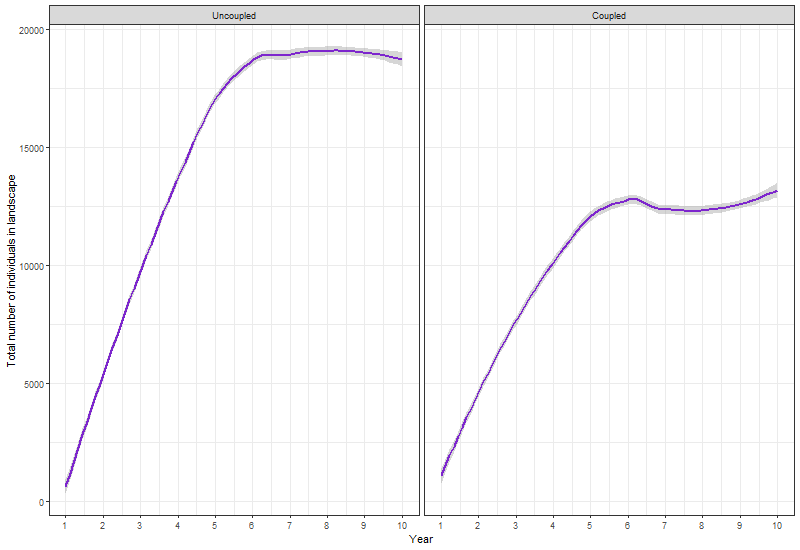 Uncoupled Coupled
Total number of individuals in landscape
20000
15000
10000
5000
0
1 2 3 4 5 6 7 8 9 10 1 2 3 4 5 6 7 8 9 10
Year